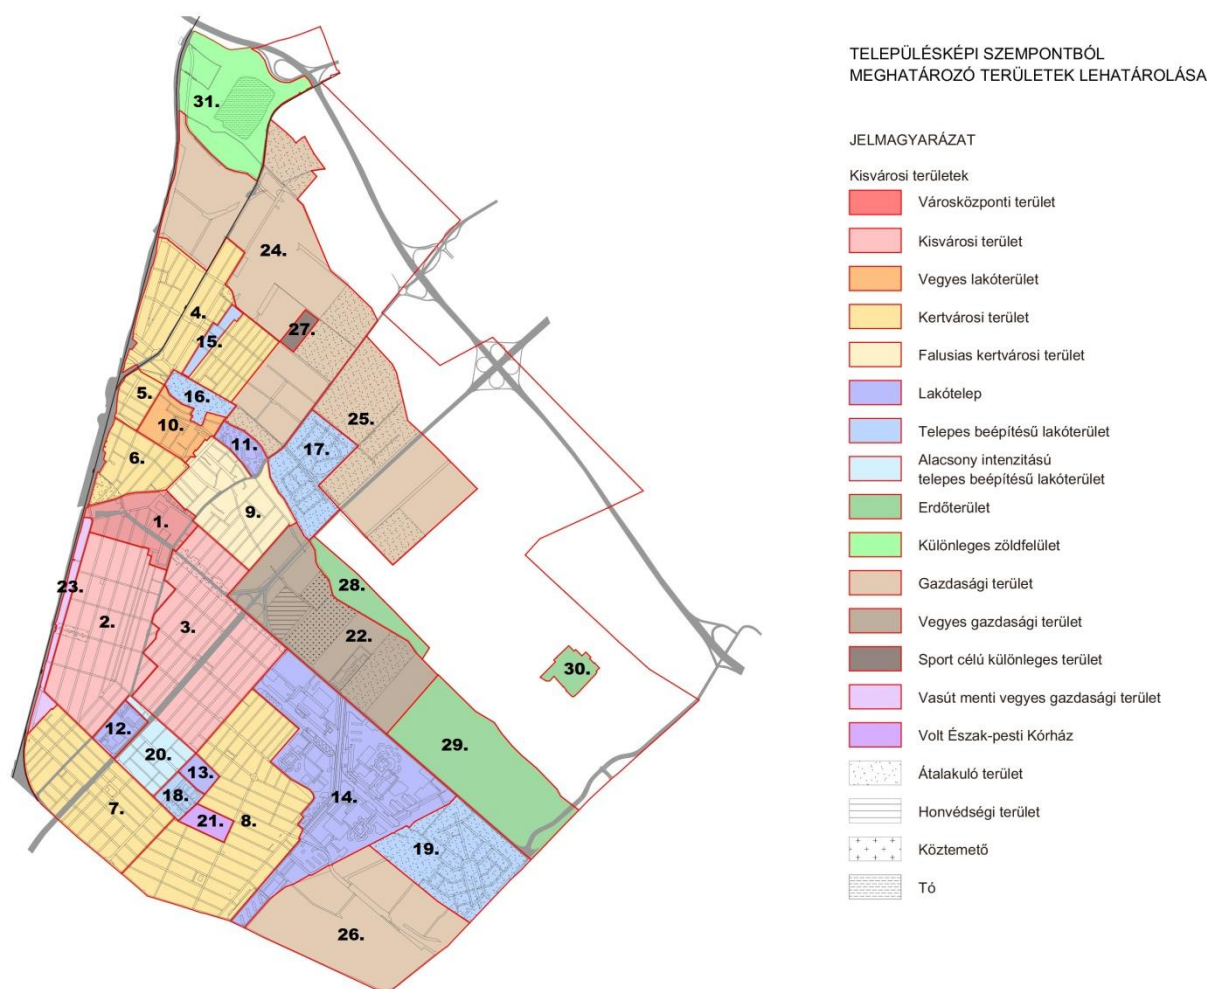 TELEPÜLÉSKÉPI SZEMPONTBÓL
MEGHATÁROZÓ TERÜLETEK LEHATÁROLÁSA
JELMAGYARÁZAT
Kisvárosi területek
Városközponti terület
Kisvárosi terület
Vegyes lakóterület
Kertvárosi terület
Falusias kertvárosi terület
Lakótelep
Telepes beépítésű lakóterület
Alacsony intenzitású
telepes beépítésű lakóterület
Erdőterület
Különleges zöldfelület
Gazdasági terület
Vegyes gazdasági terület
Sport célú különleges terület
Vasút menti vegyes gazdasági terület
Volt Észak-pesti Kórház
Átalakuló terület
Honvédségi terület
Köztemető
Tó
31.
24.
4.
27.
15.
5.
16.
10.
25.
11.
17.
6.
9.
1.
28.
23.
2.
3.
22.
30.
12.
20.
29.
13.
18.
14.
7.
21.
8.
19.
26.